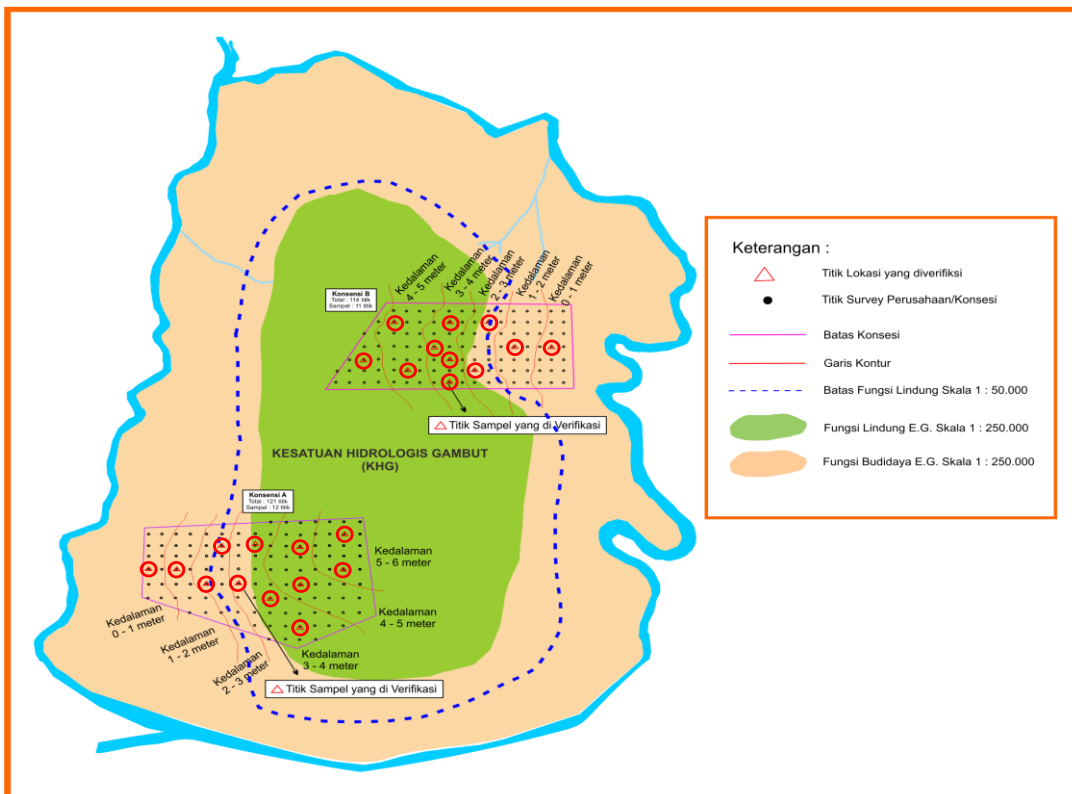 Kedalaman
4 - 5 meter
Kedalaman
3 - 4 meter
Kedalaman
2 - 3 meter
Kedalaman
1 - 2 meter
Kedalaman
0 - 1 meter
Konsensi B
Total : 114 titik
Sampel : 11 titik
Titik Sampel yang di Verifikasi
KESATUAN HIDROLOGIS GAMBUT
(KHG)
Konsensi A
Total : 121 titik
Sampel : 12 titik
Kedalaman
5 - 6 meter
Kedalaman
4 - 5 meter
Kedalaman
3 - 4 meter
Kedalaman
0 - 1 meter
Kedalaman
1 - 2 meter
Kedalaman
2 - 3 meter
Titik Sampel yang di Verifikasi
Keterangan :
Titik Lokasi yang diverifiksi
Titik Survey Perusahaan/Konsesi
Batas Konsesi
Garis Kontur
Batas Fungsi Lindung Skala 1 : 50.000
Fungsi Lindung E.G. Skala 1 : 250.000
Fungsi Budidaya E.G. Skala 1 : 250.000